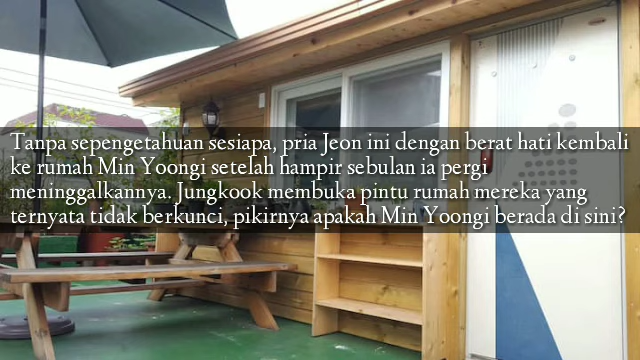 Tanpa sepengetahuan sesiapa, pria Jeon ini dengan berat hati kembali
ke rumah Min Yoongi setelah hampir sebulan ia pergi
meninggalkannya. Jungkook membuka pintu rumah mereka yang
ternyata tidak berkunci, pikirnya apakah Min Yoongi berada di sini?